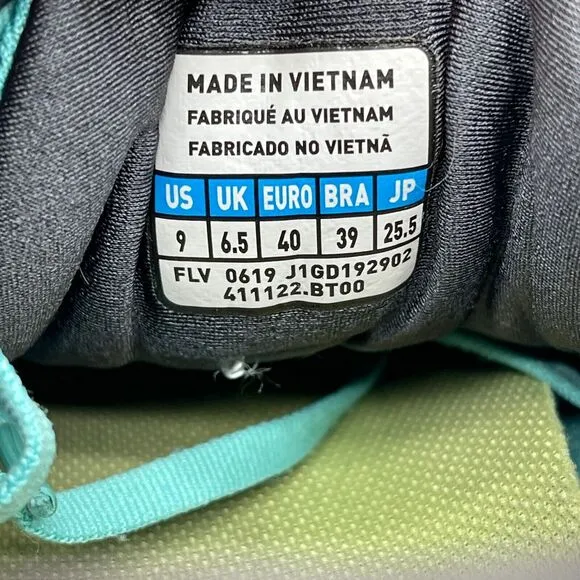 MADE IN VIETNAM
FABRIQUÉ AU VIETNAM
FABRICADO NO VIETNÃ
US UK EURO BRA JP
9 6.5 40 39 25.5
FLV 0619 J1GD192902
411122.BT00